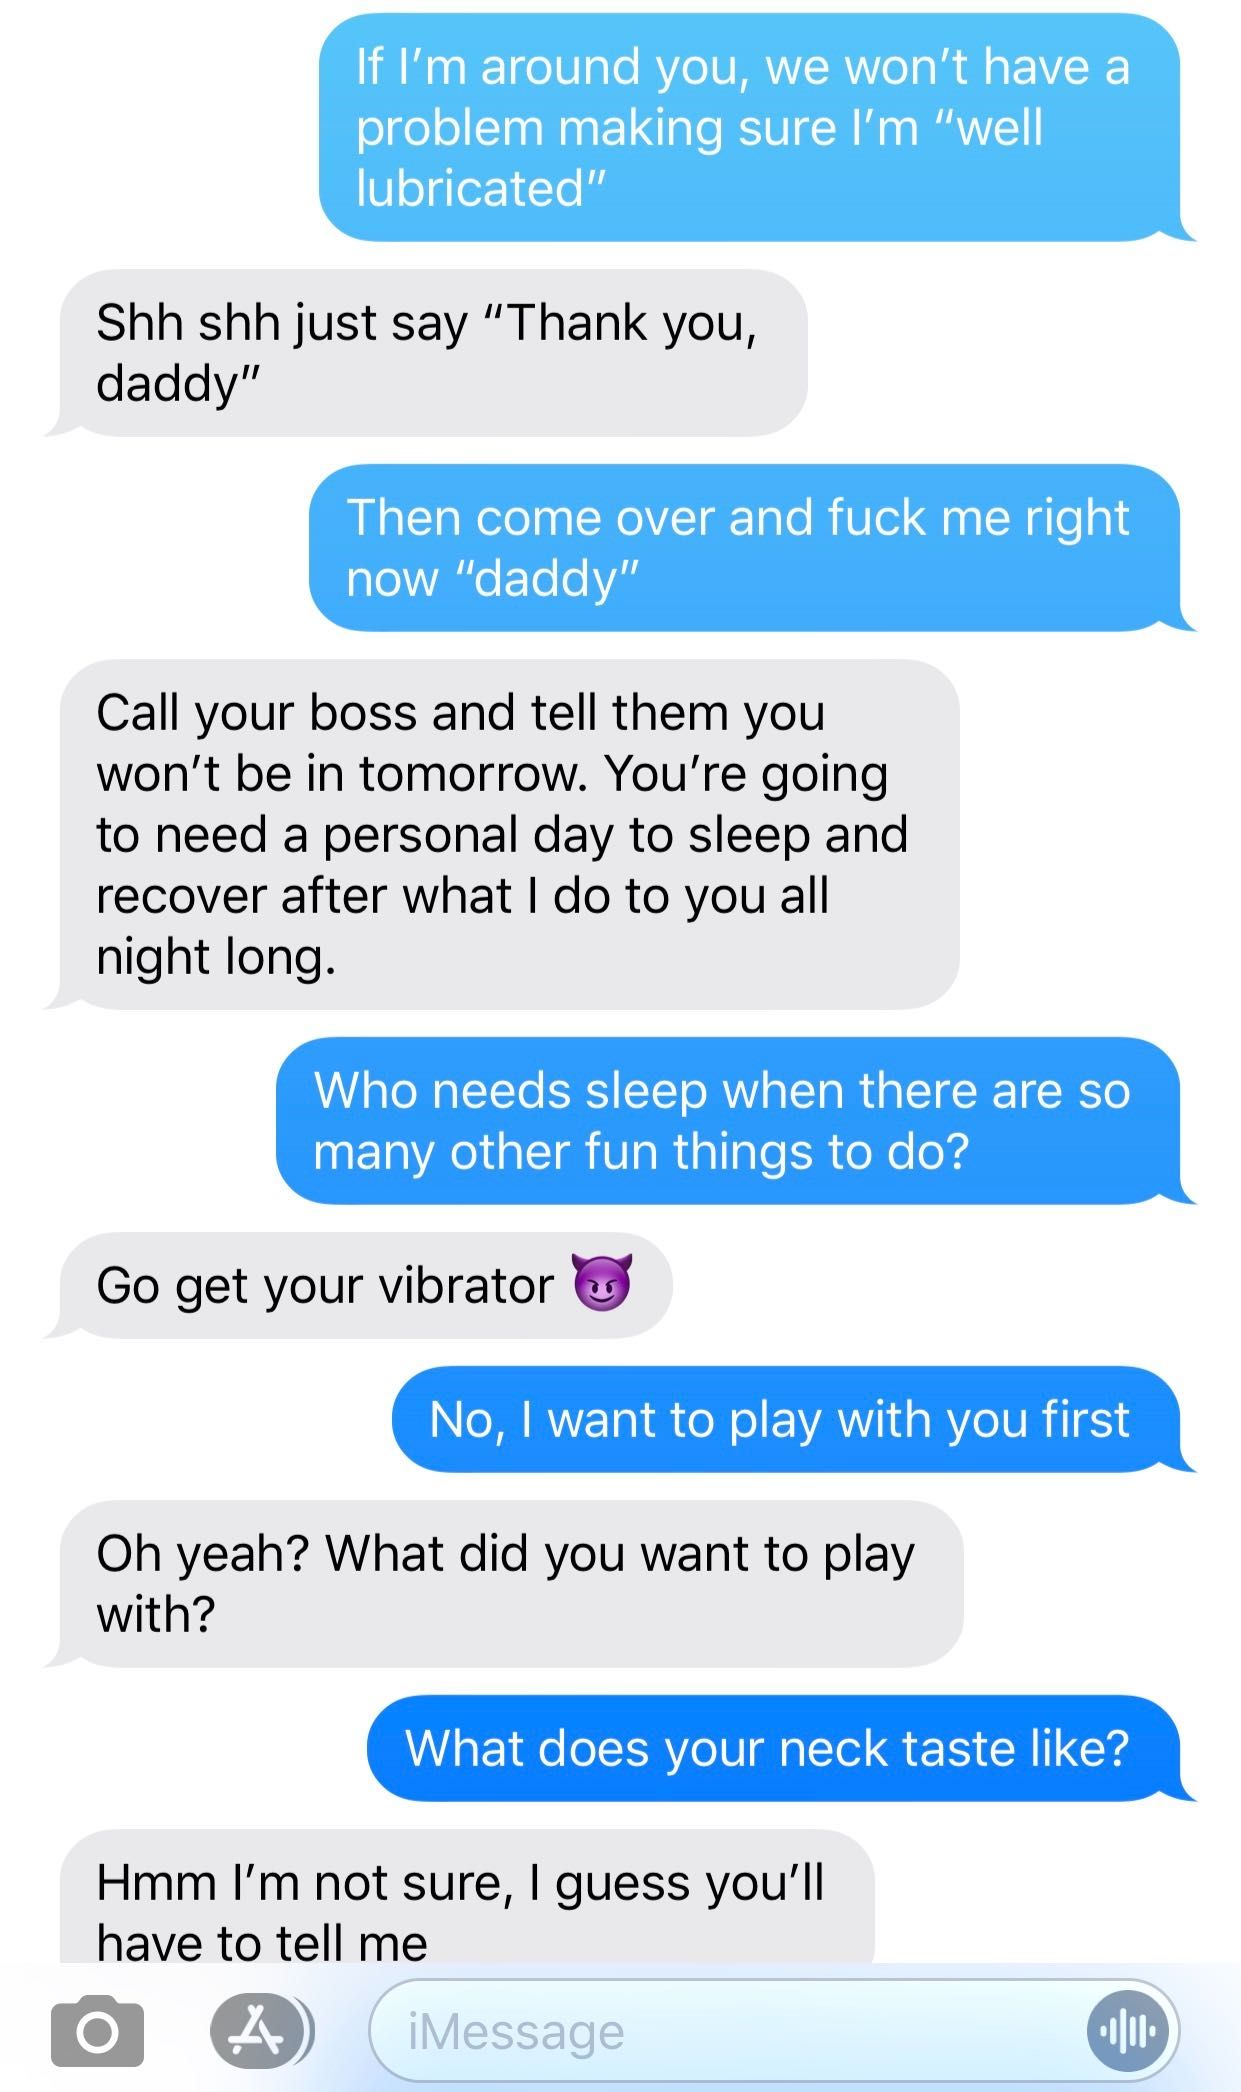 If I’m around you, we won’t have a
problem making sure I’m “well
lubricated”
Shh shh just say “Thank you,
daddy”
Then come over and fuck me right
now “daddy”
Call your boss and tell them you
won’t be in tomorrow. You’re going
to need a personal day to sleep and
recover after what I do to you all
night long.
Who needs sleep when there are so
many other fun things to do?
Go get your vibrator 😈
No, I want to play with you first
Oh yeah? What did you want to play
with?
What does your neck taste like?
Hmm I’m not sure, I guess you’ll
have to tell me
iMessage